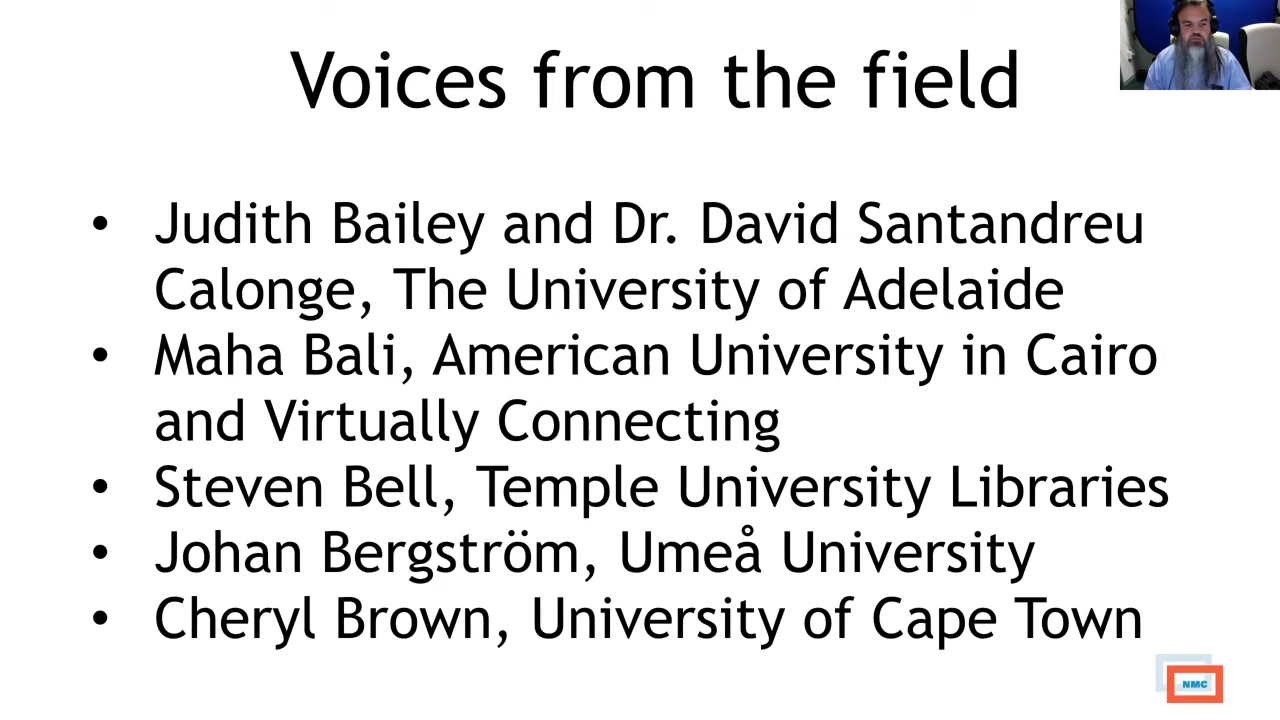 Voices from the field
• Judith Bailey and Dr. David Santandreu
Calonge, The University of Adelaide
• Maha Bali, American University in Cairo
and Virtually Connecting
• Steven Bell, Temple University Libraries
• Johan Bergström, Umeå University
• Cheryl Brown, University of Cape Town
NMC